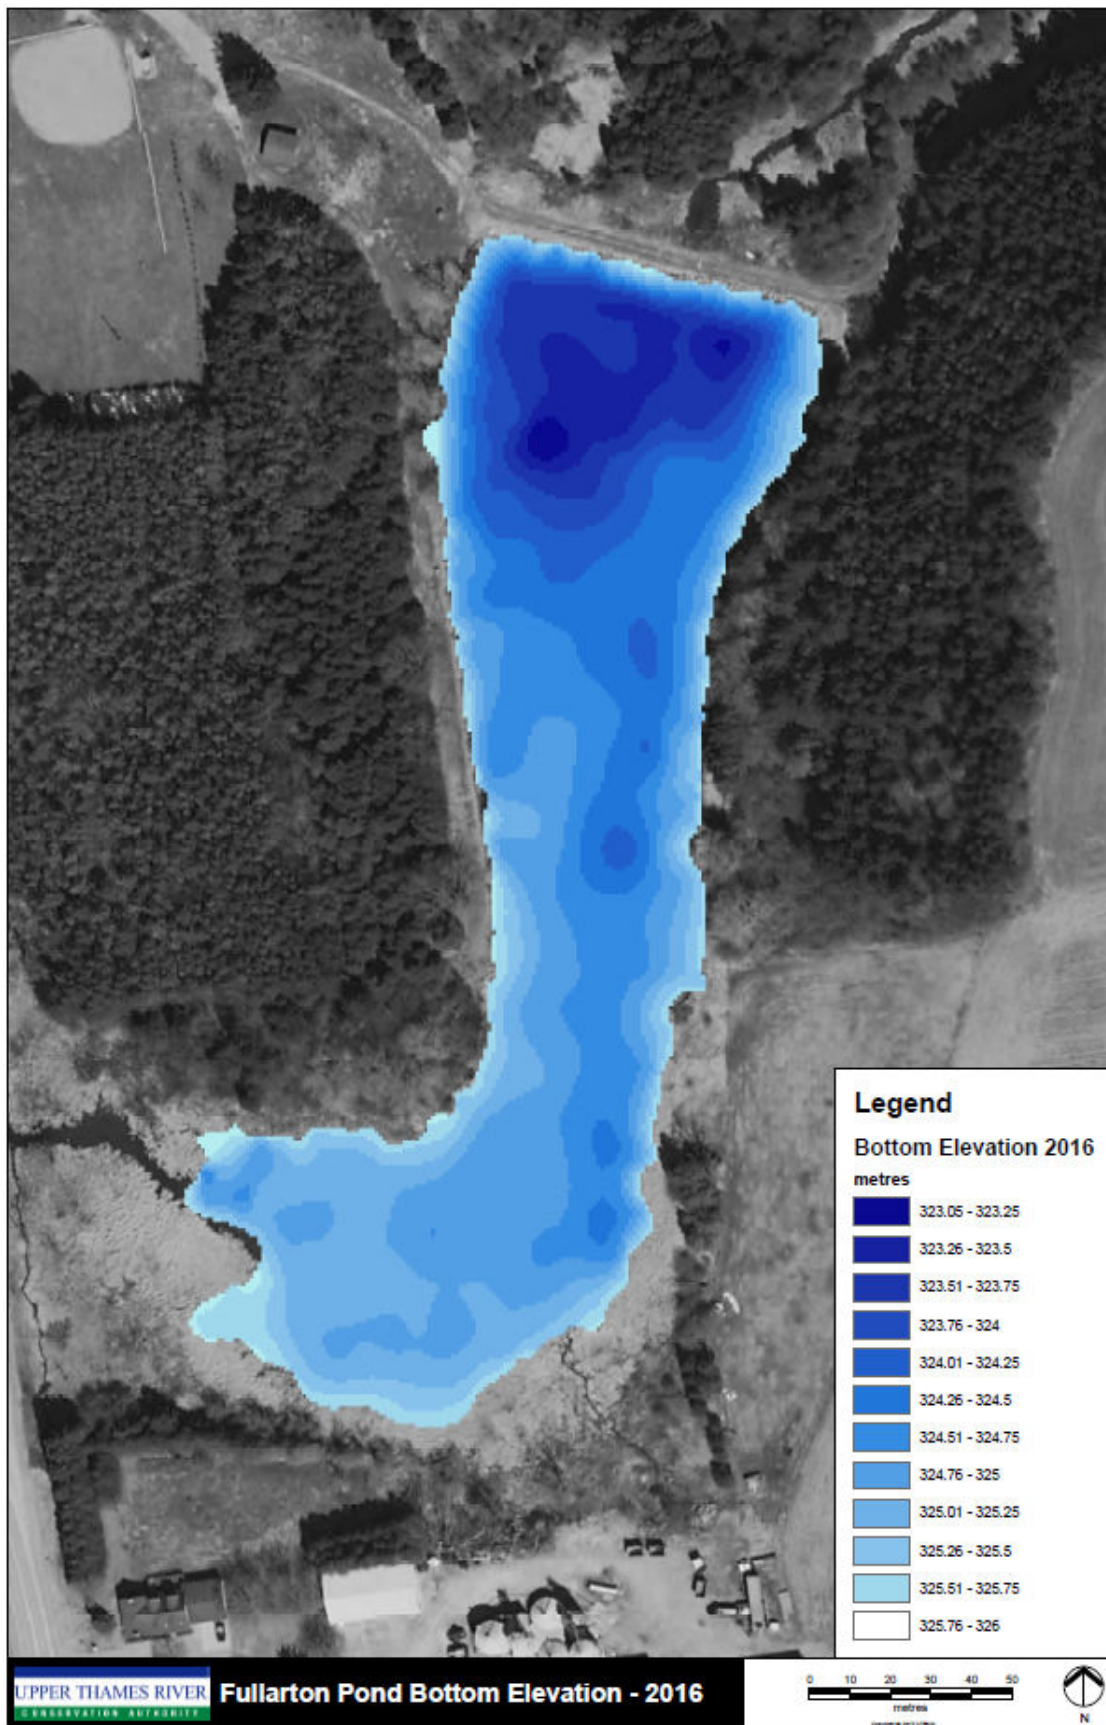 Legend
Bottom Elevation 2016
metres
323.05 - 323.25
323.26 - 323.5
323.51 - 323.75
323.76 - 324
324.01 - 324.25
324.26 - 324.5
324.51 - 324.75
324.76 - 325
325.01 - 325.25
325.26 - 325.5
325.51 - 325.75
325.76 - 326
UPPER THAMES RIVER
CONSERVATION AUTHORITY
Fullarton Pond Bottom Elevation - 2016
0 10 20 30 40 50
metres
N